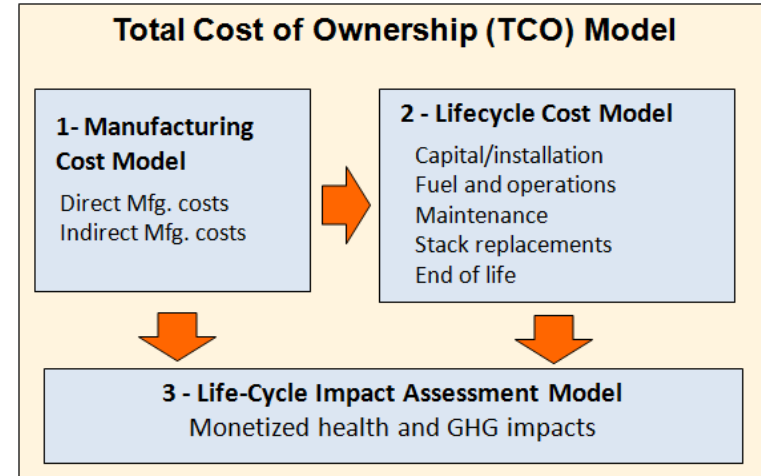 Total Cost of Ownership (TCO) Model
1- Manufacturing
Cost Model
Direct Mfg. costs
Indirect Mfg. costs
2 - Lifecycle Cost Model
Capital/installation
Fuel and operations
Maintenance
Stack replacements
End of life
3 - Life-Cycle Impact Assessment Model
Monetized health and GHG impacts